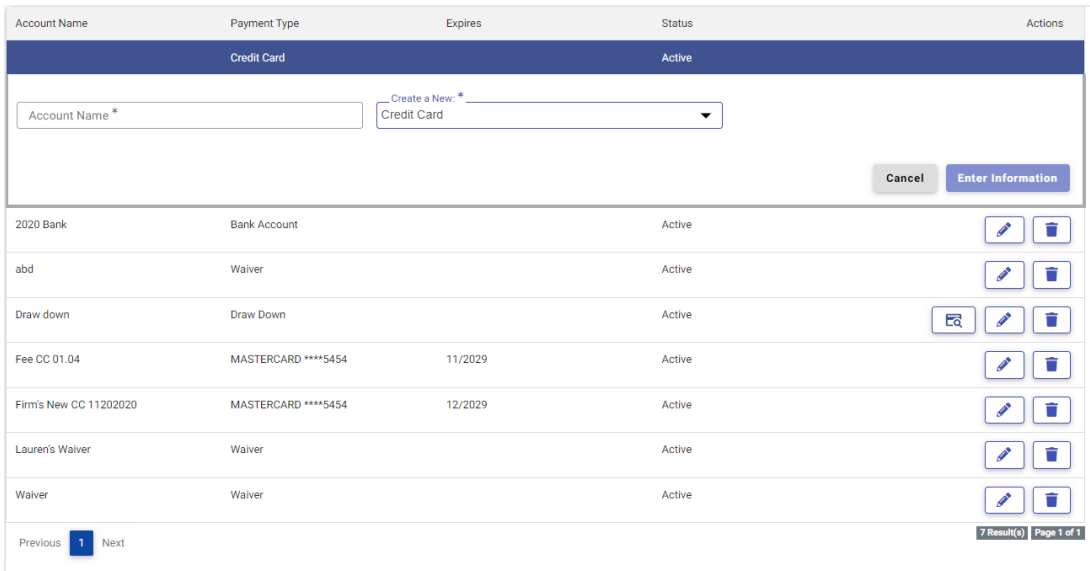 Account Name Payment Type Expires Status Actions
Credit Card Active
Create a New: *
Account Name * Credit Card
Cancel Enter Information
2020 Bank Bank Account Active
abd Waiver Active
Draw down Draw Down Active
Fee CC 01.04 MASTERCARD ****5454 11/2029 Active
Firm's New CC 11202020 MASTERCARD ****5454 12/2029 Active
Lauren's Waiver Waiver Active
Waiver Waiver Active
Previous 1 Next 7 Result(s) Page 1 of 1